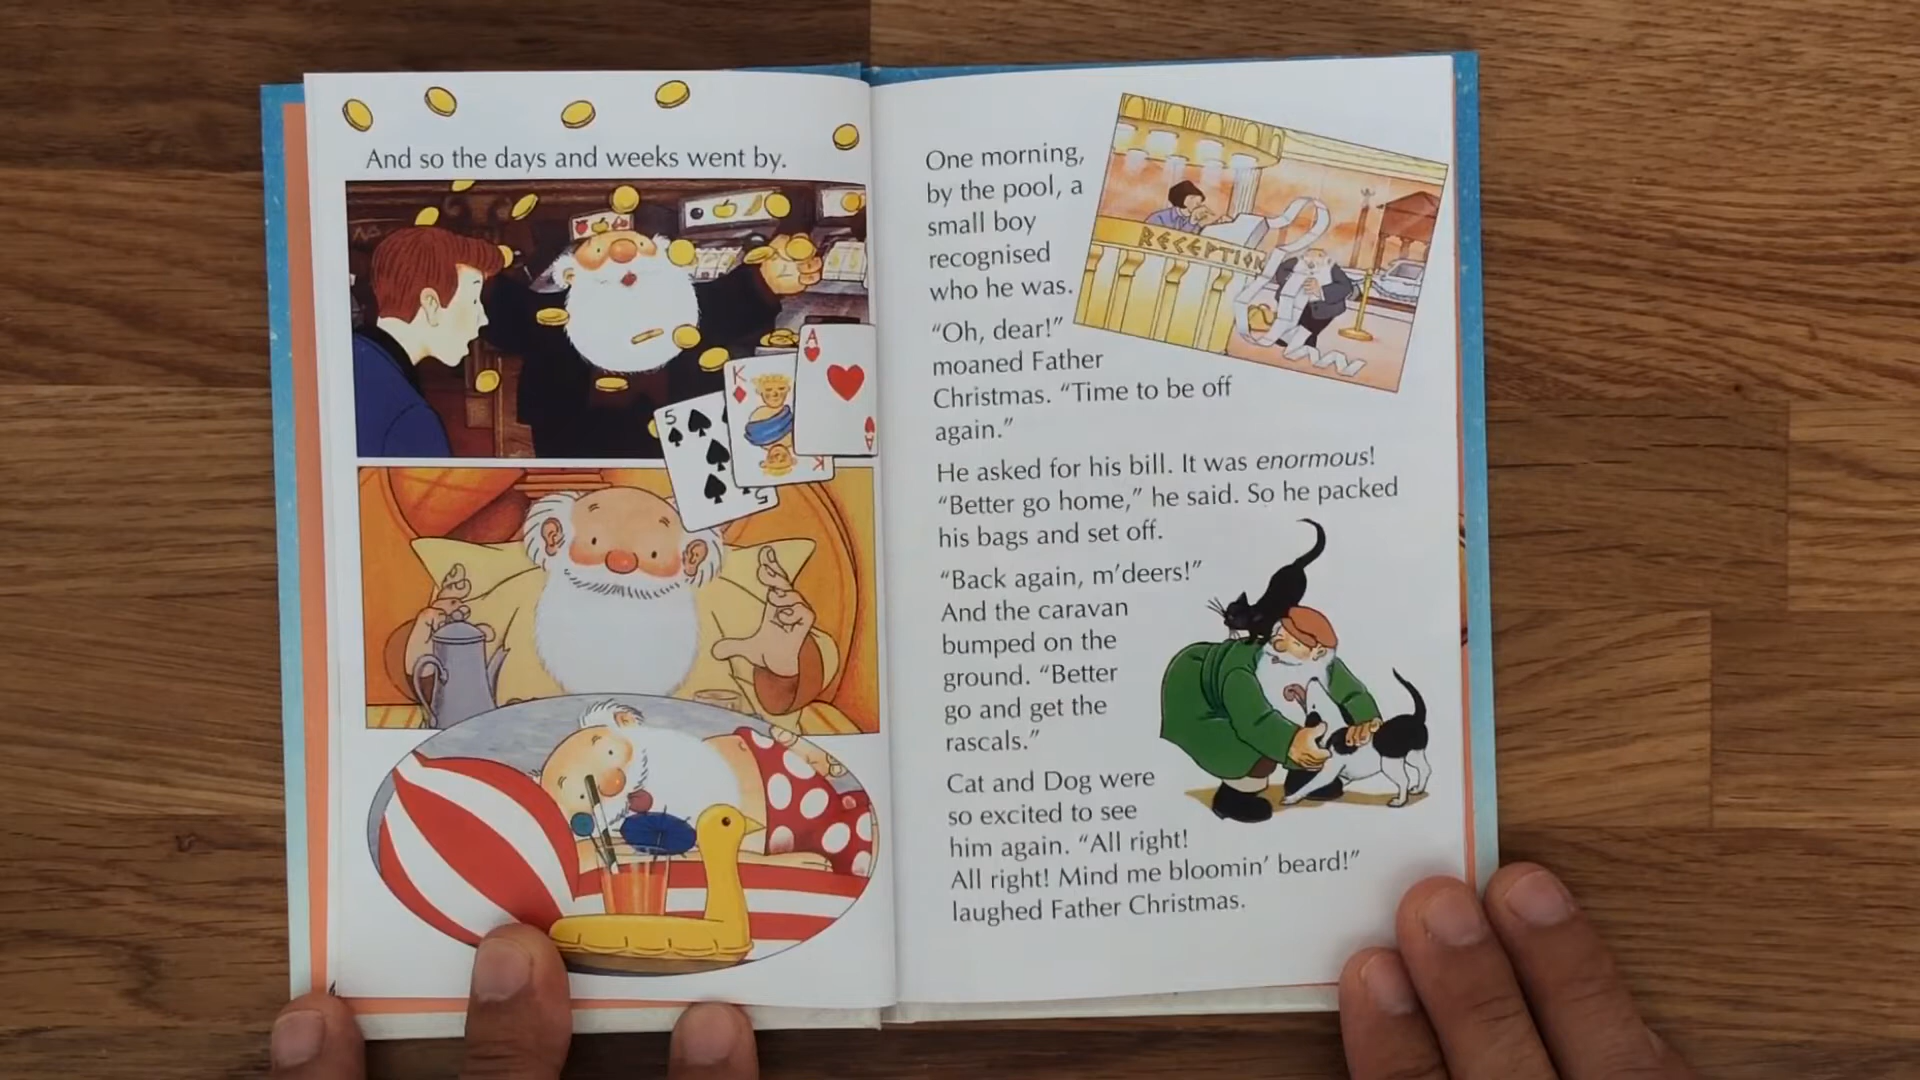 And so the days and weeks went by.
5
5
K
K
A
A
One morning,
by the pool, a
small boy
recognised
who he was.
RECEPTION
“Oh, dear!”
moaned Father
Christmas. “Time to be off
again.”
He asked for his bill. It was enormous!
“Better go home,” he said. So he packed
his bags and set off.
“Back again, m’deers!”
And the caravan
bumped on the
ground. “Better
go and get the
rascals.”
Cat and Dog were
so excited to see
him again. “All right!
All right! Mind me bloomin’ beard!”
laughed Father Christmas.